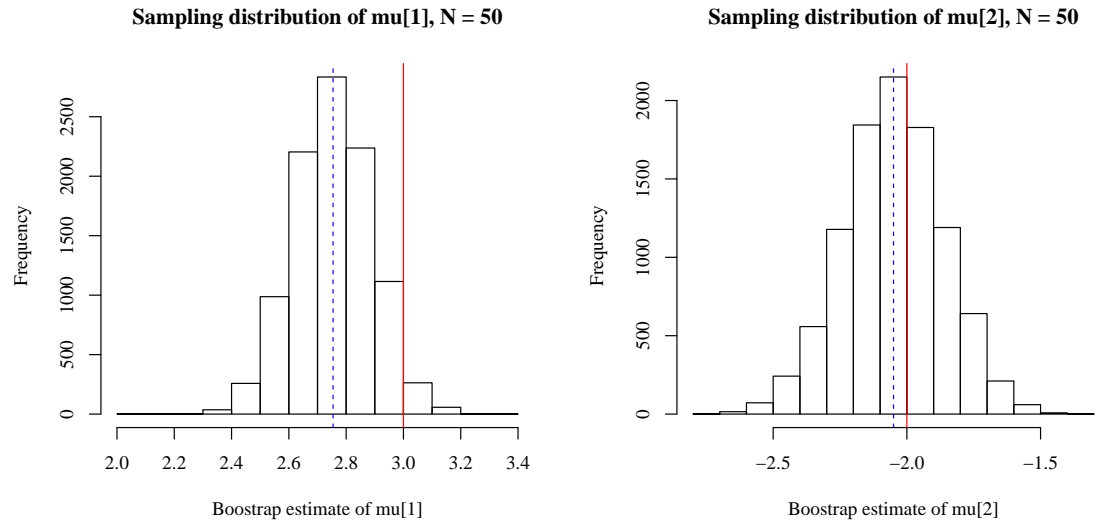 Sampling distribution of mu[1], N = 50
Frequency
2500
2000
1500
1000
500
0
2.0 2.2 2.4 2.6 2.8 3.0 3.2 3.4
Boostrap estimate of mu[1]
Sampling distribution of mu[2], N = 50
Frequency
2000
1500
1000
500
0
−2.5 −2.0 −1.5
Boostrap estimate of mu[2]